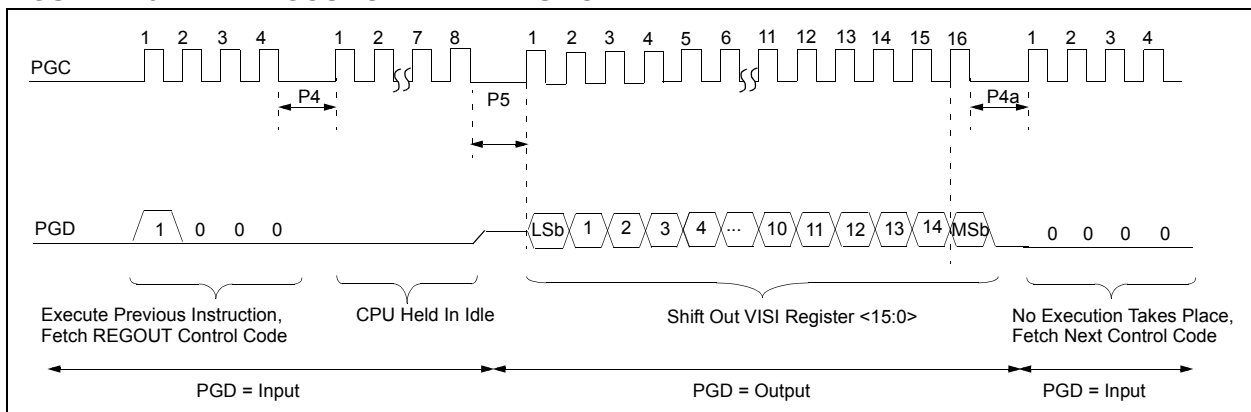 1 2 3 4 1 2 7 8 1 2 3 4 5 6 11 12 13 14 15 16 1 2 3 4
PGC
P4 P5 P4a
PGD 1 0 0 0 LSb 1 2 3 4 ... 10 11 12 13 14 MSb 0 0 0 0
Execute Previous Instruction, CPU Held In Idle Shift Out VISI Register <15:0> No Execution Takes Place,
Fetch REGOUT Control Code Fetch Next Control Code
PGD = Input PGD = Output PGD = Input